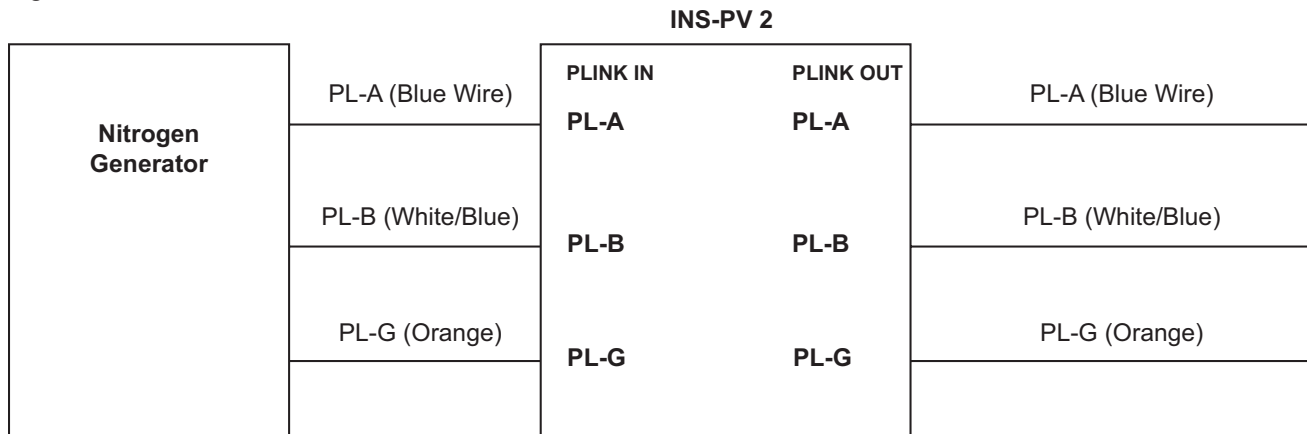 INS-PV 2
Nitrogen
Generator
PL-A (Blue Wire)
PL-B (White/Blue)
PL-G (Orange)
PLINK IN
PL-A
PL-B
PL-G
PLINK OUT
PL-A
PL-B
PL-G
PL-A (Blue Wire)
PL-B (White/Blue)
PL-G (Orange)